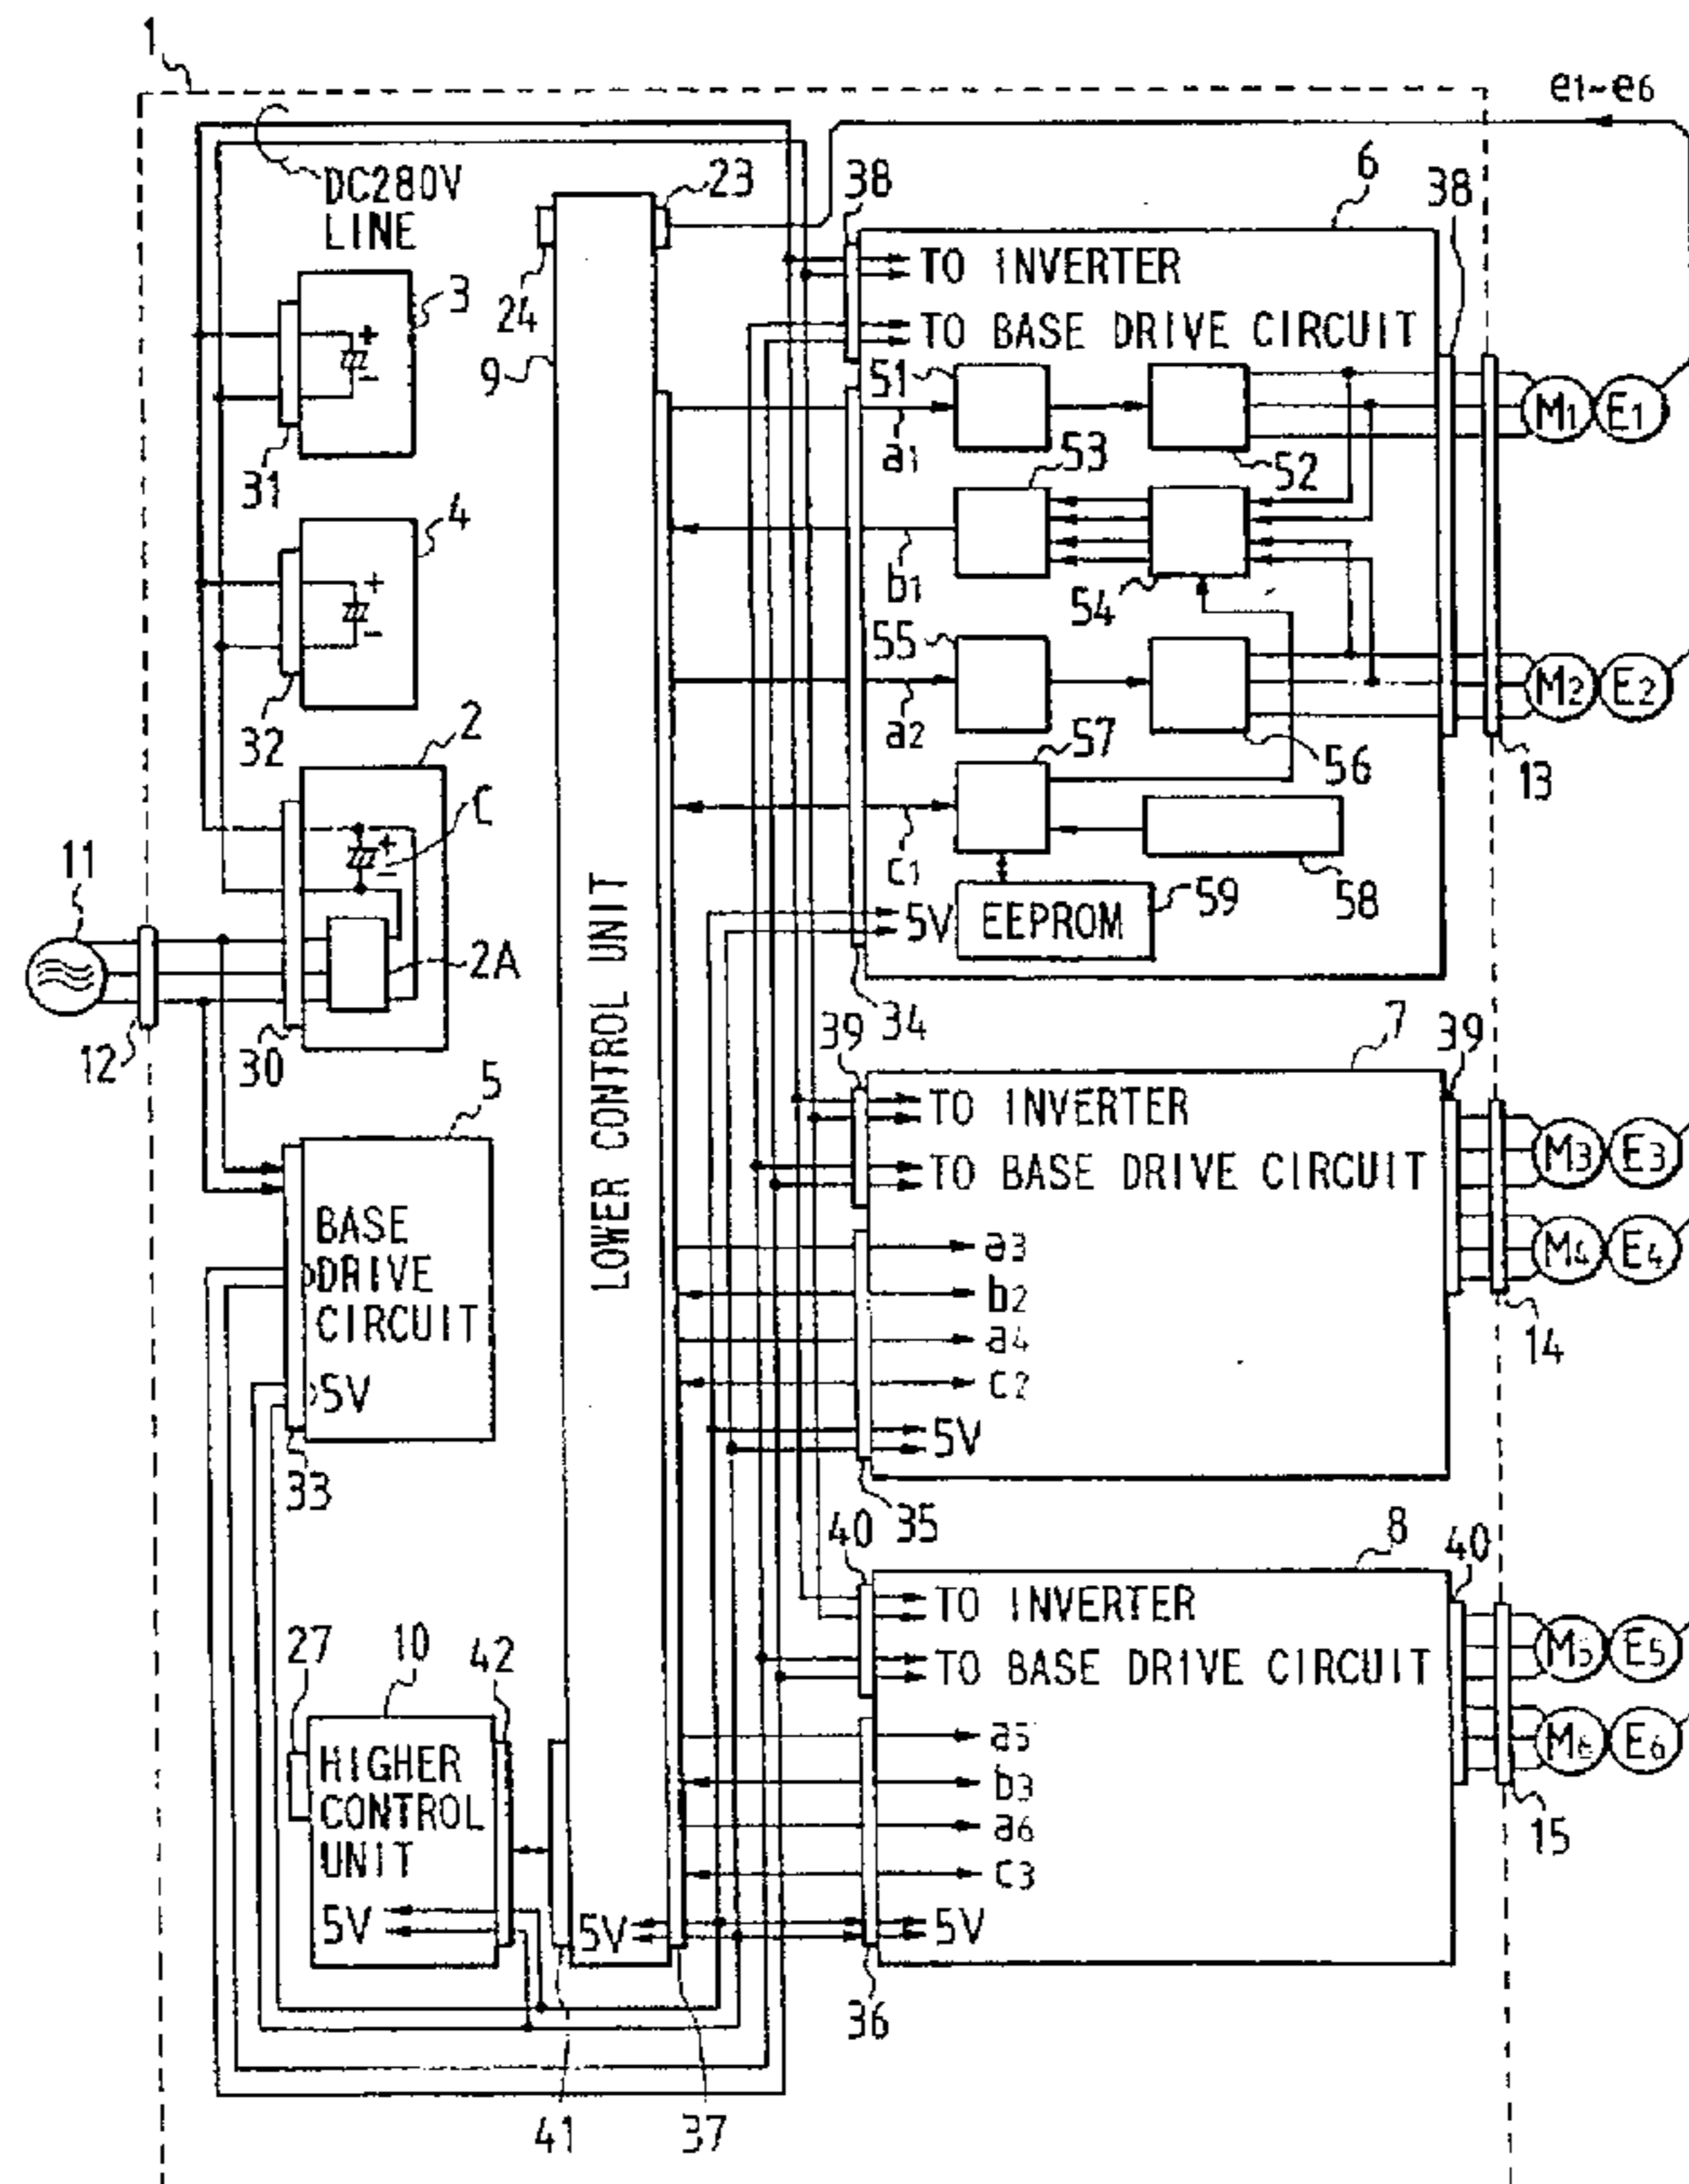 1
e1~e6
DC280V
LINE
23
38
6
38
24
3
31
9
TO INVERTER
TO BASE DRIVE CIRCUIT
51
a1
52
M1
E1
4
32
53
b1
54
55
a2
56
M2
E2
13
2
C
11
2A
12
30
57
c1
58
59
5V
EEPROM
34
LOWER CONTROL UNIT
5
BASE
DRIVE
CIRCUIT
5V
33
39
7
39
TO INVERTER
TO BASE DRIVE CIRCUIT
a3
b2
a4
c2
5V
35
M3
E3
M4
E4
14
40
8
40
TO INVERTER
TO BASE DRIVE CIRCUIT
a5
b3
a6
c3
5V
36
M5
E5
M6
E6
15
27
10
42
HIGHER
CONTROL
UNIT
5V
5V
41
37